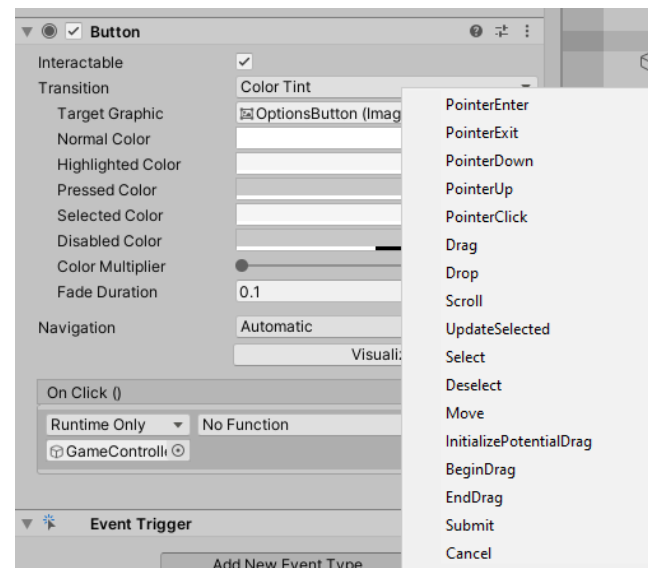 Button
Interactable
Transition Color Tint
Target Graphic OptionsButton (Imag
Normal Color
Highlighted Color
Pressed Color
Selected Color
Disabled Color
Color Multiplier
Fade Duration 0.1
Navigation Automatic
Visuali
On Click ()
Runtime Only No Function
GameControll
Event Trigger
Add New Event Type
PointerEnter
PointerExit
PointerDown
PointerUp
PointerClick
Drag
Drop
Scroll
UpdateSelected
Select
Deselect
Move
InitializePotentialDrag
BeginDrag
EndDrag
Submit
Cancel